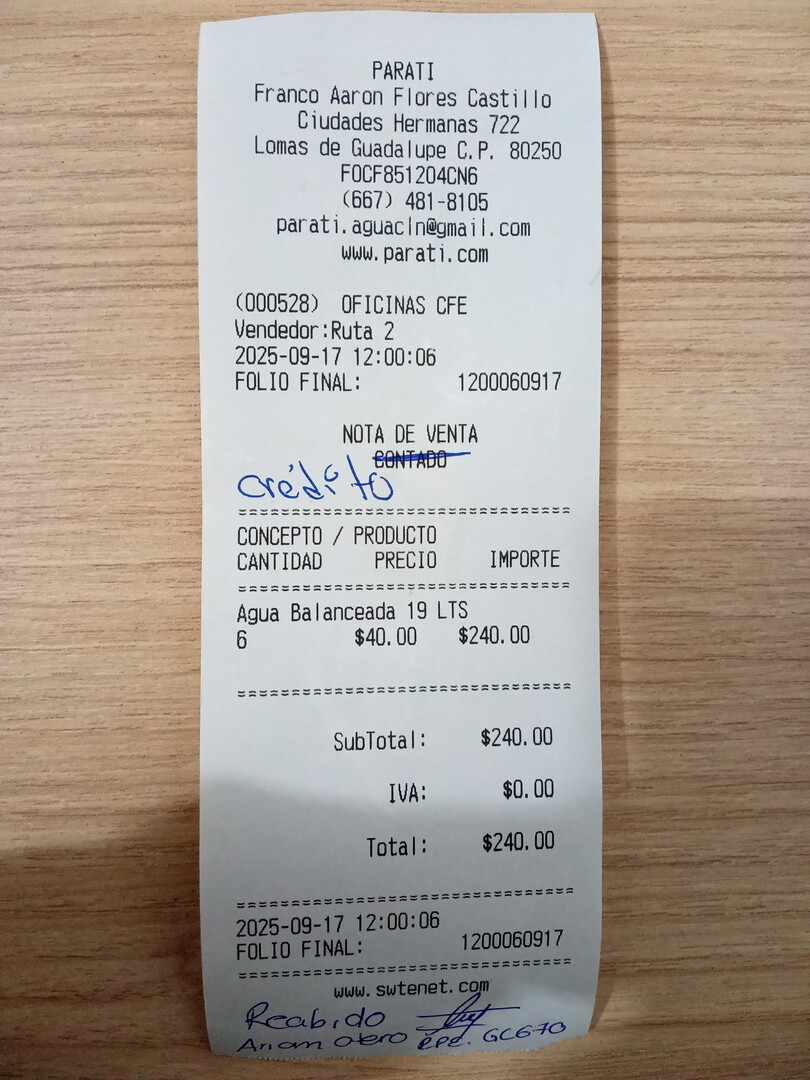 PARATI
Franco Aaron Flores Castillo
Ciudades Hermanas 722
Lomas de Guadalupe C.P. 80250
FOCF851204CN6
(667) 481-8105
parati.aguacln@gmail.com
www.parati.com
(000528) OFICINAS CFE
Vendedor:Ruta 2
2025-09-17 12:00:06
FOLIO FINAL: 1200060917
NOTA DE VENTA
CONTADO
crédito
CONCEPTO / PRODUCTO
CANTIDAD PRECIO IMPORTE
Agua Balanceada 19 LTS
6 $40.00 $240.00
SubTotal: $240.00
IVA: $0.00
Total: $240.00
2025-09-17 12:00:06
FOLIO FINAL: 1200060917
www.swtenet.com
Reabido
Otero RPE. GC670